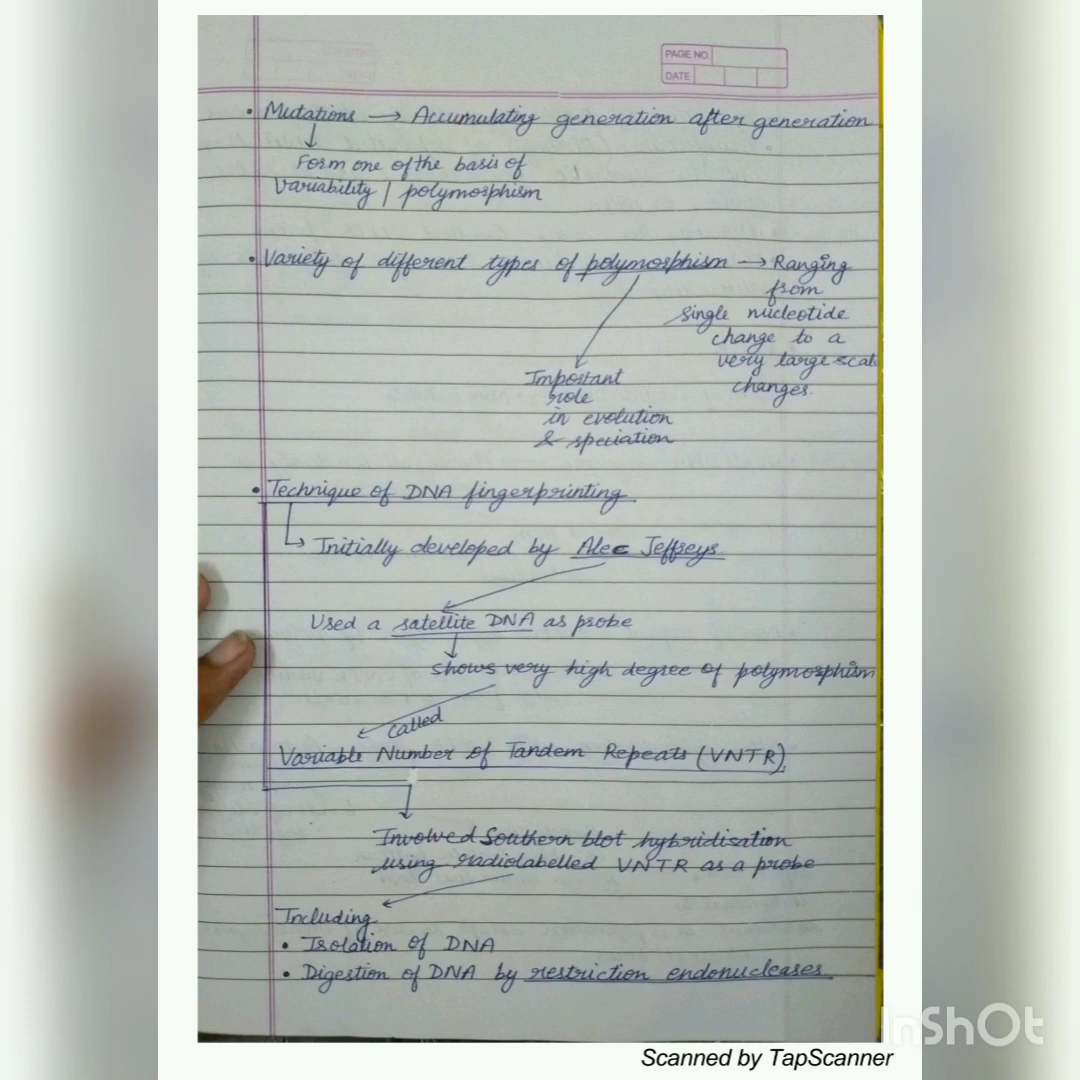 PAGE NO
DATE
• Mutations → Accumulating generation after generation
Form one of the basis of
Variability / polymorphism
• Variety of different types of polymorphism → Ranging
from
single nucleotide
change to a
very large scale
changes.
Important
role
in evolution
& speciation
• Technique of DNA fingerprinting
Initially developed by Alec Jeffreys
Used a satellite DNA as probe
shows very high degree of polymorphism
called
Variable Number of Tandem Repeats (VNTR)
Involved Southern blot hybridisation
using radiolabelled VNTR as a probe
Including
• Isolation of DNA
• Digestion of DNA by restriction endonucleases
InShOt
Scanned by TapScanner